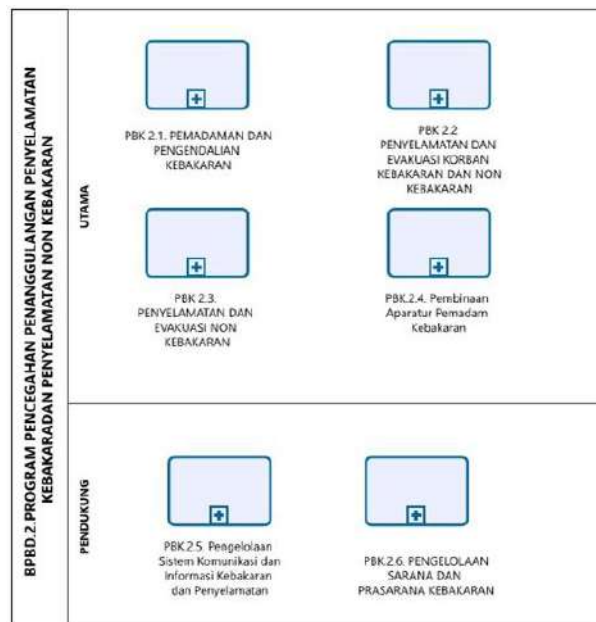 BPBD.2.PROGRAM PENCEGAHAN PENANGGULANGAN PENYELAMATAN
KEBAKARADAN PENYELAMATAN NON KEBAKARAN
UTAMA
PBK 2.1. PEMADAMAN DAN
PENGENDALIAN
KEBAKARAN
PBK 2.2
PENYELAMATAN DAN
EVAKUASI KORBAN
KEBAKARAN DAN NON
KEBAKARAN
PBK 2.3.
PENYELAMATAN DAN
EVAKUASI NON
KEBAKARAN
PBK.2.4. Pembinaan
Aparatur Pemadam
Kebakaran
PENDUKUNG
PBK.2.5. Pengelolaan
Sistem Komunikasi dan
Informasi Kebakaran
dan Penyelamatan
PBK.2.6. PENGELOLAAN
SARANA DAN
PRASARANA KEBAKARAN